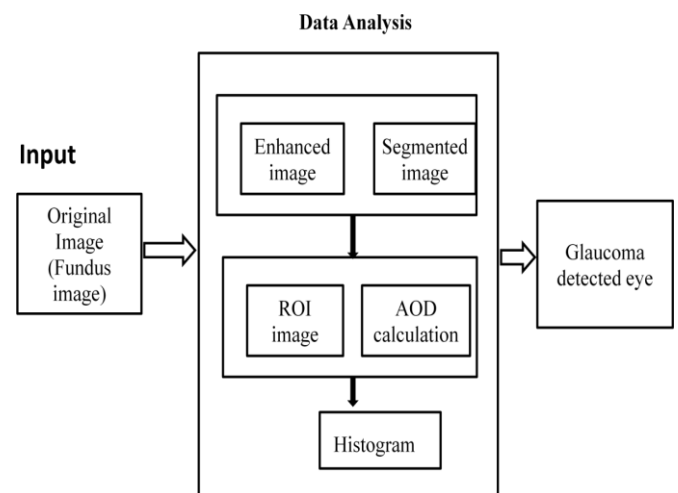 Data Analysis
Input
Original
Image
(Fundus
image)
Enhanced
image
Segmented
image
ROI
image
AOD
calculation
Histogram
Glaucoma
detected eye